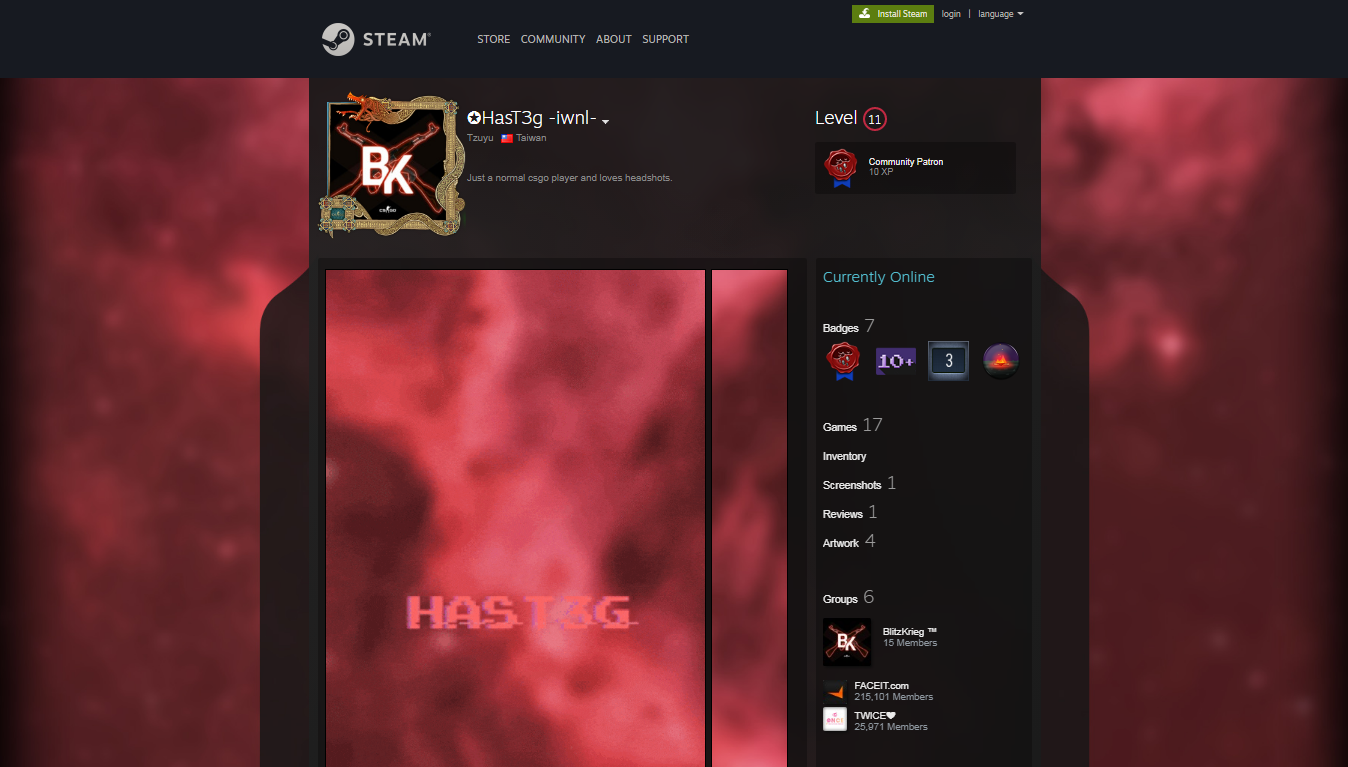 Install Steam
login | language
STEAM®
STORE COMMUNITY ABOUT SUPPORT
✪HasT3g -iwnl-
Tzuyu Taiwan
Just a normal csgo player and loves headshots.
BK
CS:GO
Level 11
Community Patron
10 XP
HAST3G
Currently Online
Badges 7
10+
3
Games 17
Inventory
Screenshots 1
Reviews 1
Artwork 4
Groups 6
BK
BlitzKrieg ™
15 Members
FACEIT.com
215,101 Members
TWICE❤
25,971 Members